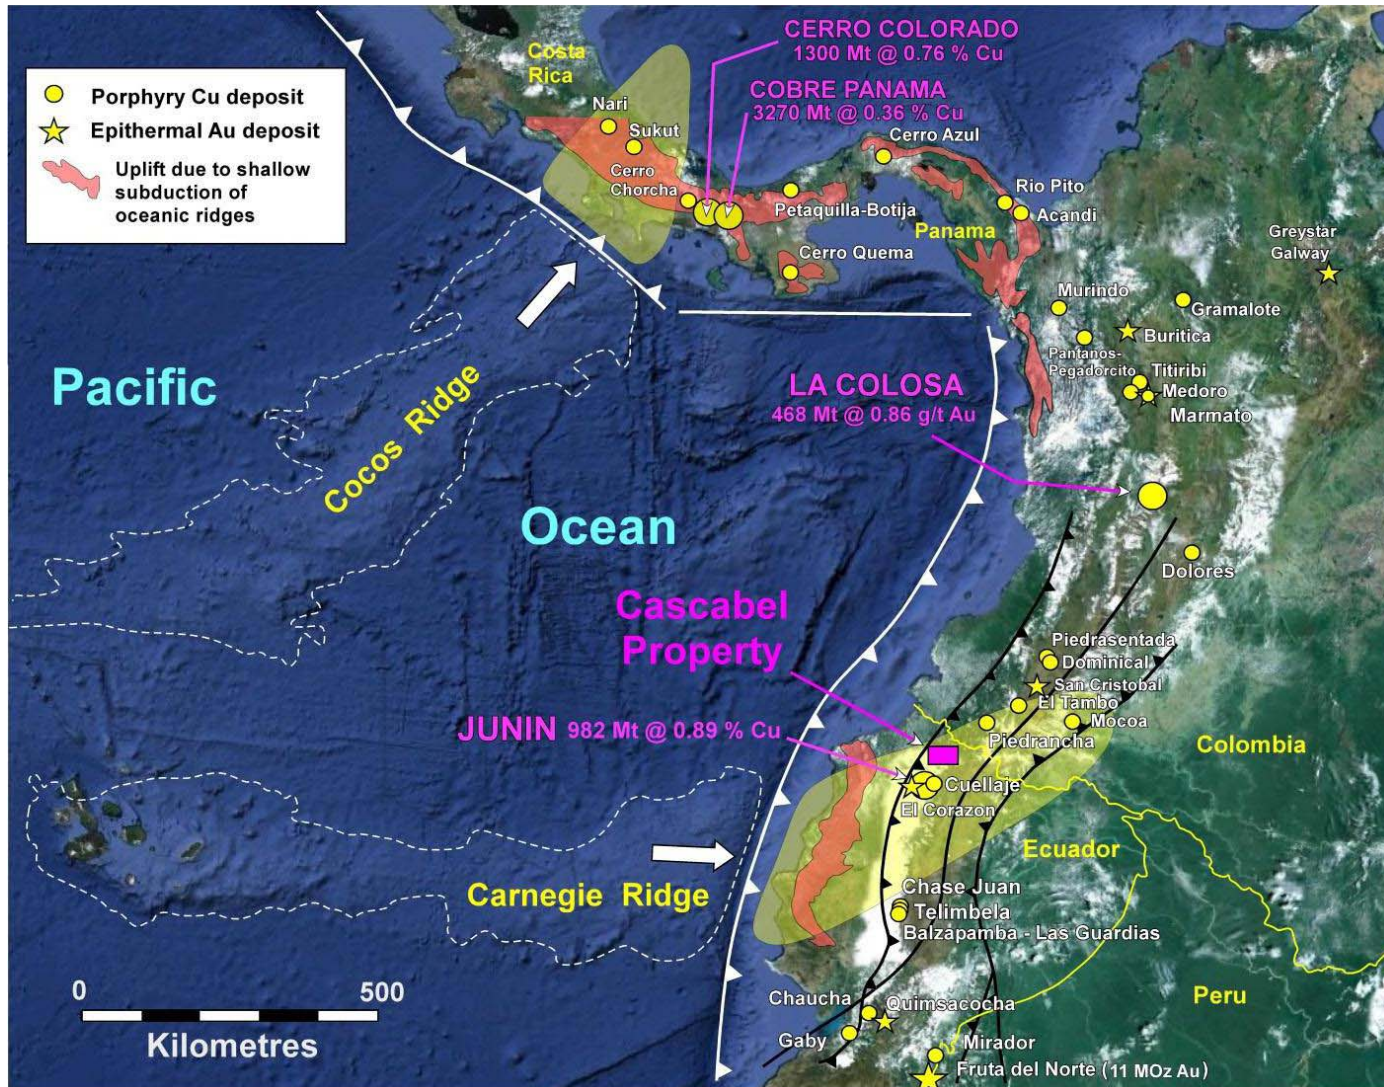 CERRO COLORADO
1300 Mt @ 0.76 % Cu
COBRE PANAMA
3270 Mt @ 0.36 % Cu
Costa
Rica
Porphyry Cu deposit
Epithermal Au deposit
Uplift due to shallow
subduction of
oceanic ridges
Nari
Sukut
Cerro
Chorcha
Cerro Azul
Rio Pito
Acandi
Petaquilla-Botija
Panama
Cerro Quema
Greystar
Galway
Murindo
Gramalote
Buritica
Pantanos-
Pegadorcito
Titiribi
Medoro
Marmato
Pacific
Cocos Ridge
LA COLOSA
468 Mt @ 0.86 g/t Au
Ocean
Dolores
Cascabel
Property
Piedrasentada
Dominical
San Cristobal
El Tambo
Mocoa
Piedrancha
JUNIN 982 Mt @ 0.89 % Cu
Colombia
Cuellaje
El Corazon
Ecuador
Carnegie Ridge
Chase Juan
Telimbela
Balzapamba - Las Guardias
0 500
Kilometres
Chaucha
Quimsacocha
Peru
Gaby
Mirador
Fruta del Norte (11 MOz Au)